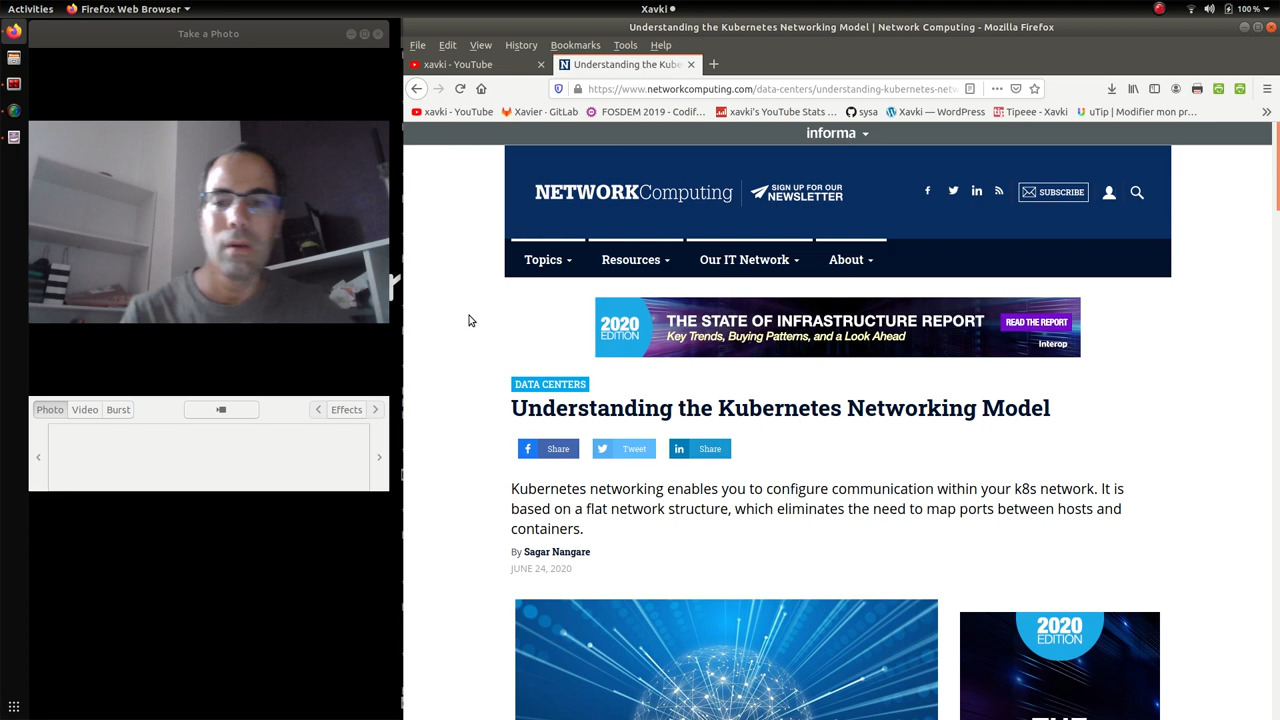 Activities
Firefox Web Browser
Xavki
100 %
Take a Photo
Understanding the Kubernetes Networking Model | Network Computing - Mozilla Firefox
File Edit View History Bookmarks Tools Help
xavki - YouTube
Understanding the Kube
https://www.networkcomputing.com/data-centers/understanding-kubernetes-netw
xavki - YouTube
Xavier · GitLab
FOSDEM 2019 - Codif…
xavki's YouTube Stats …
sysa
Xavki — WordPress
Tipeee - Xavki
uTip | Modifier mon pr…
informa
NETWORKComputing
SIGN UP FOR OUR
NEWSLETTER
SUBSCRIBE
Topics
Resources
Our IT Network
About
2020
EDITION
THE STATE OF INFRASTRUCTURE REPORT
Key Trends, Buying Patterns, and a Look Ahead
READ THE REPORT
Interop
DATA CENTERS
Understanding the Kubernetes Networking Model
Share
Tweet
Share
Kubernetes networking enables you to configure communication within your k8s network. It is
based on a flat network structure, which eliminates the need to map ports between hosts and
containers.
By Sagar Nangare
JUNE 24, 2020
2020
EDITION
THE
Photo
Video
Burst
Effects